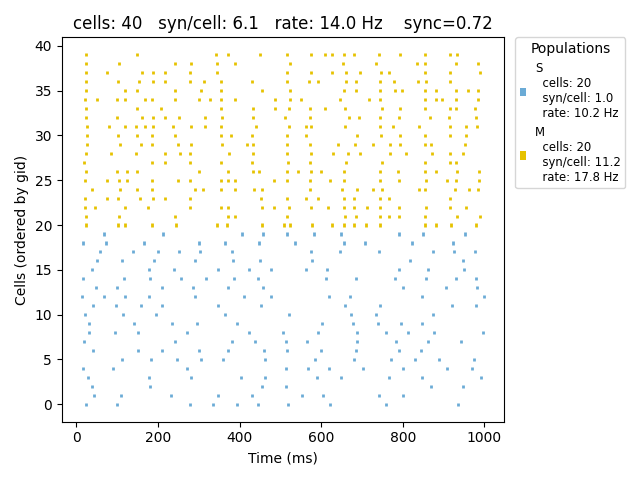 cells: 40   syn/cell: 6.1   rate: 14.0 Hz    sync=0.72
Populations
S
cells: 20
syn/cell: 1.0
rate: 10.2 Hz
M
cells: 20
syn/cell: 11.2
rate: 17.8 Hz
Cells (ordered by gid)
40
35
30
25
20
15
10
5
0
0 200 400 600 800 1000
Time (ms)